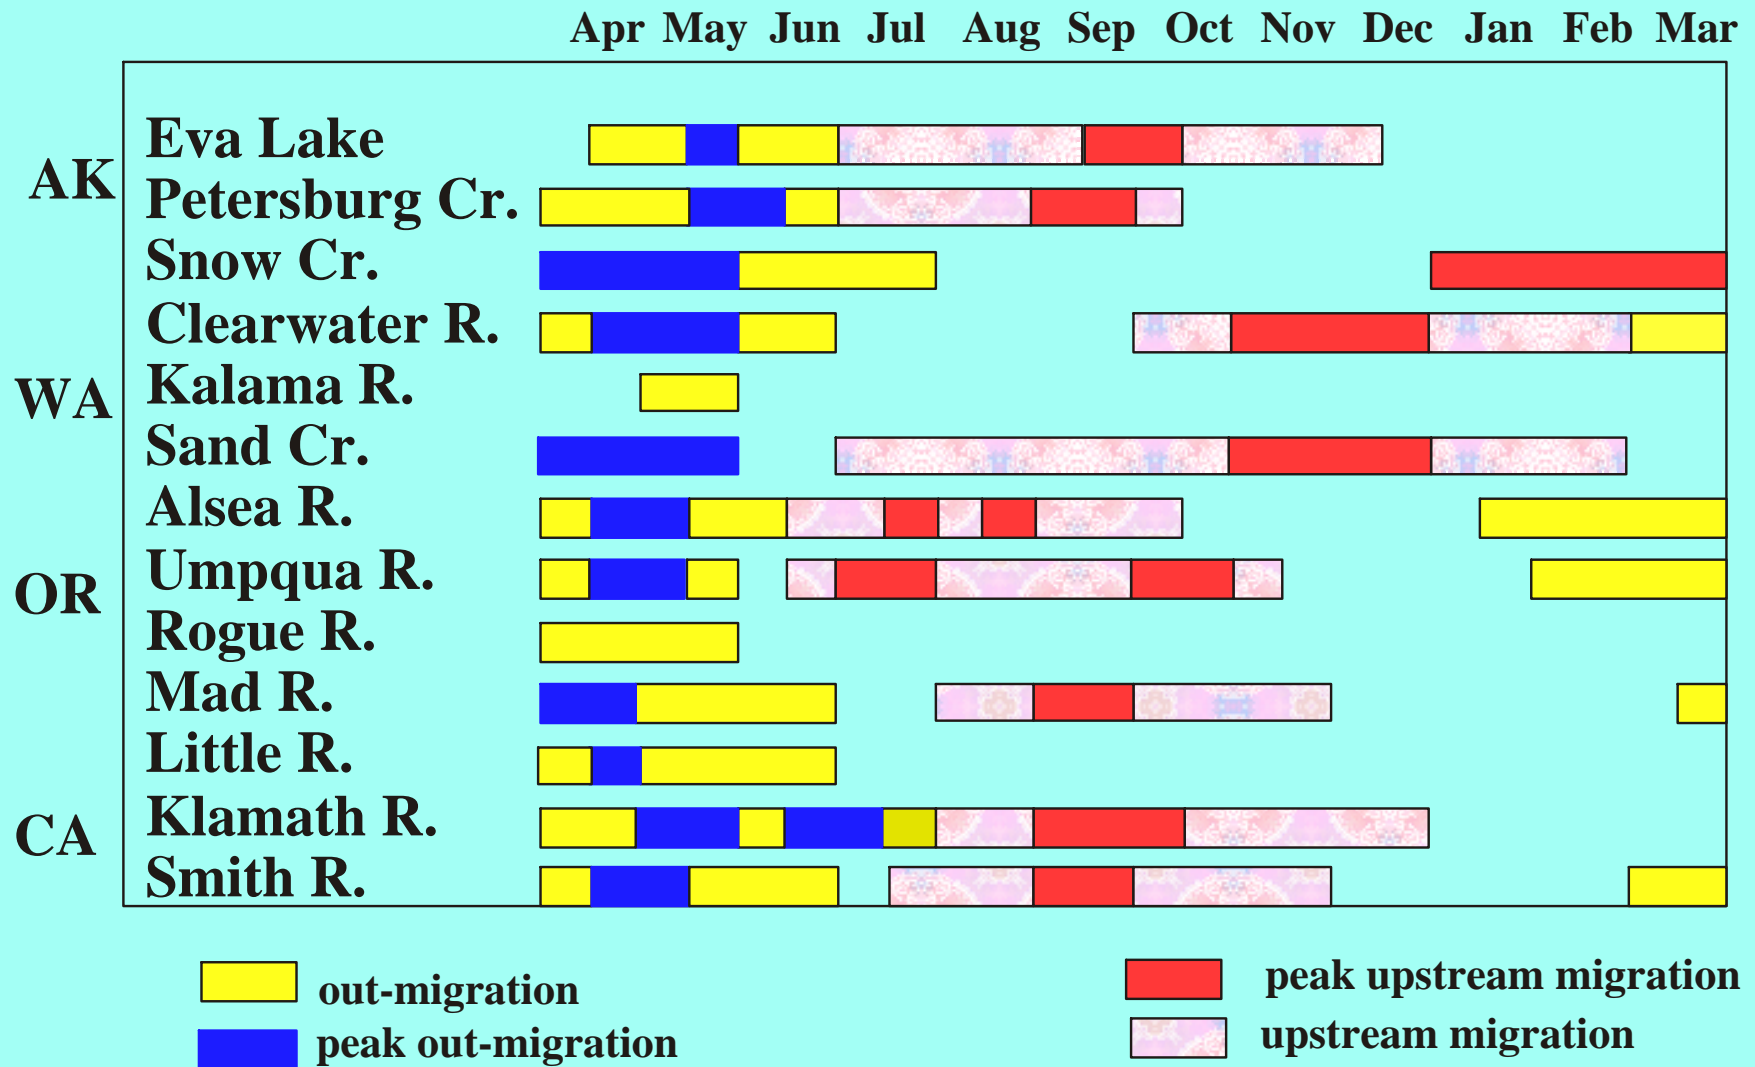 Apr May Jun Jul Aug Sep Oct Nov Dec Jan Feb Mar
AK
Eva Lake
Petersburg Cr.
Snow Cr.
Clearwater R.
WA
Kalama R.
Sand Cr.
Alsea R.
OR
Umpqua R.
Rogue R.
Mad R.
Little R.
CA
Klamath R.
Smith R.
out-migration
peak out-migration
peak upstream migration
upstream migration